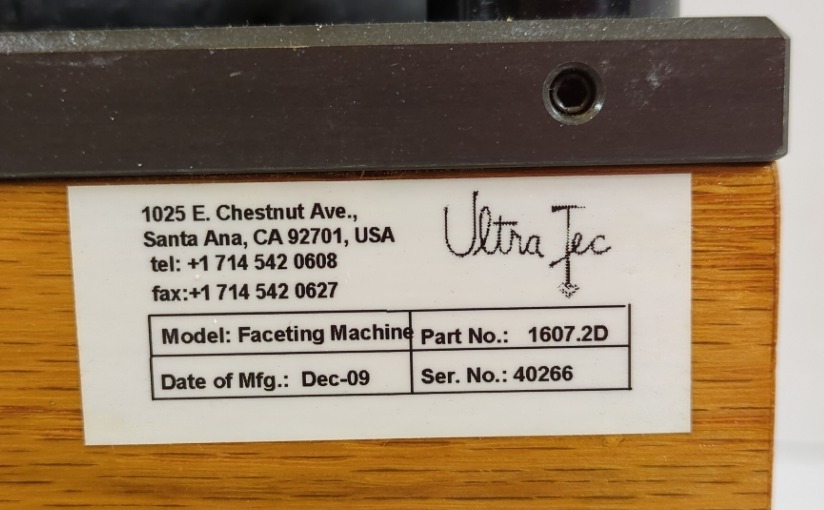 1025 E. Chestnut Ave.,
Santa Ana, CA 92701, USA
tel: +1 714 542 0608
fax:+1 714 542 0627
Ultra Tec
Model: Faceting Machine Part No.: 1607.2D
Date of Mfg.: Dec-09 Ser. No.: 40266